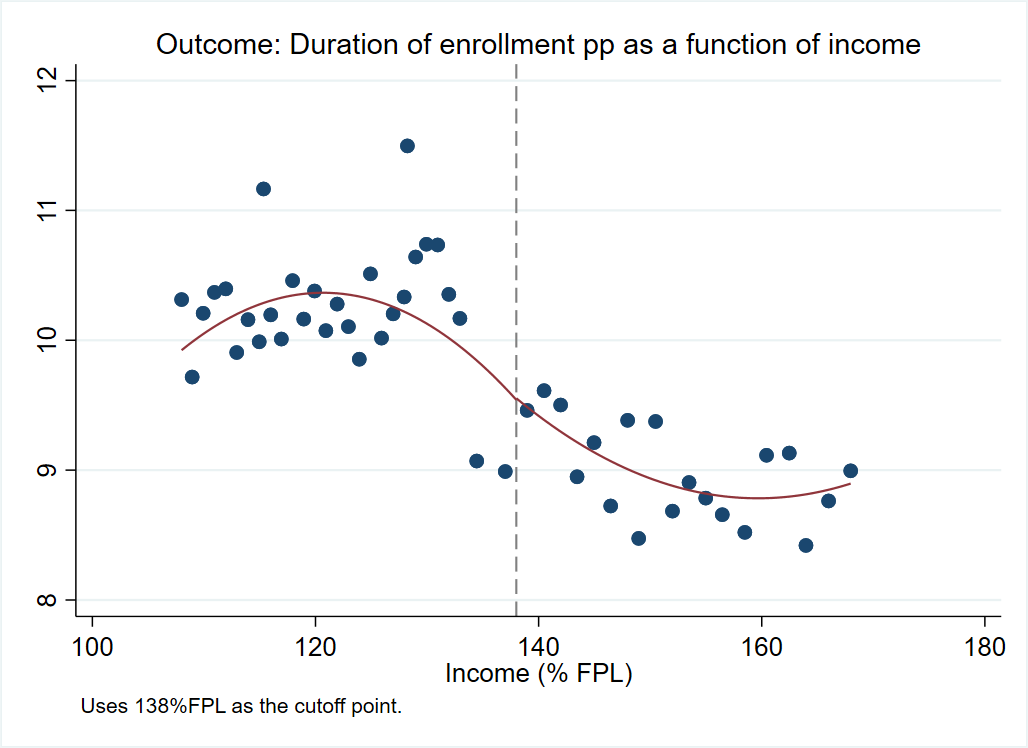 Outcome: Duration of enrollment pp as a function of income
12
11
10
9
8
100 120 140 160 180
Income (% FPL)
Uses 138%FPL as the cutoff point.